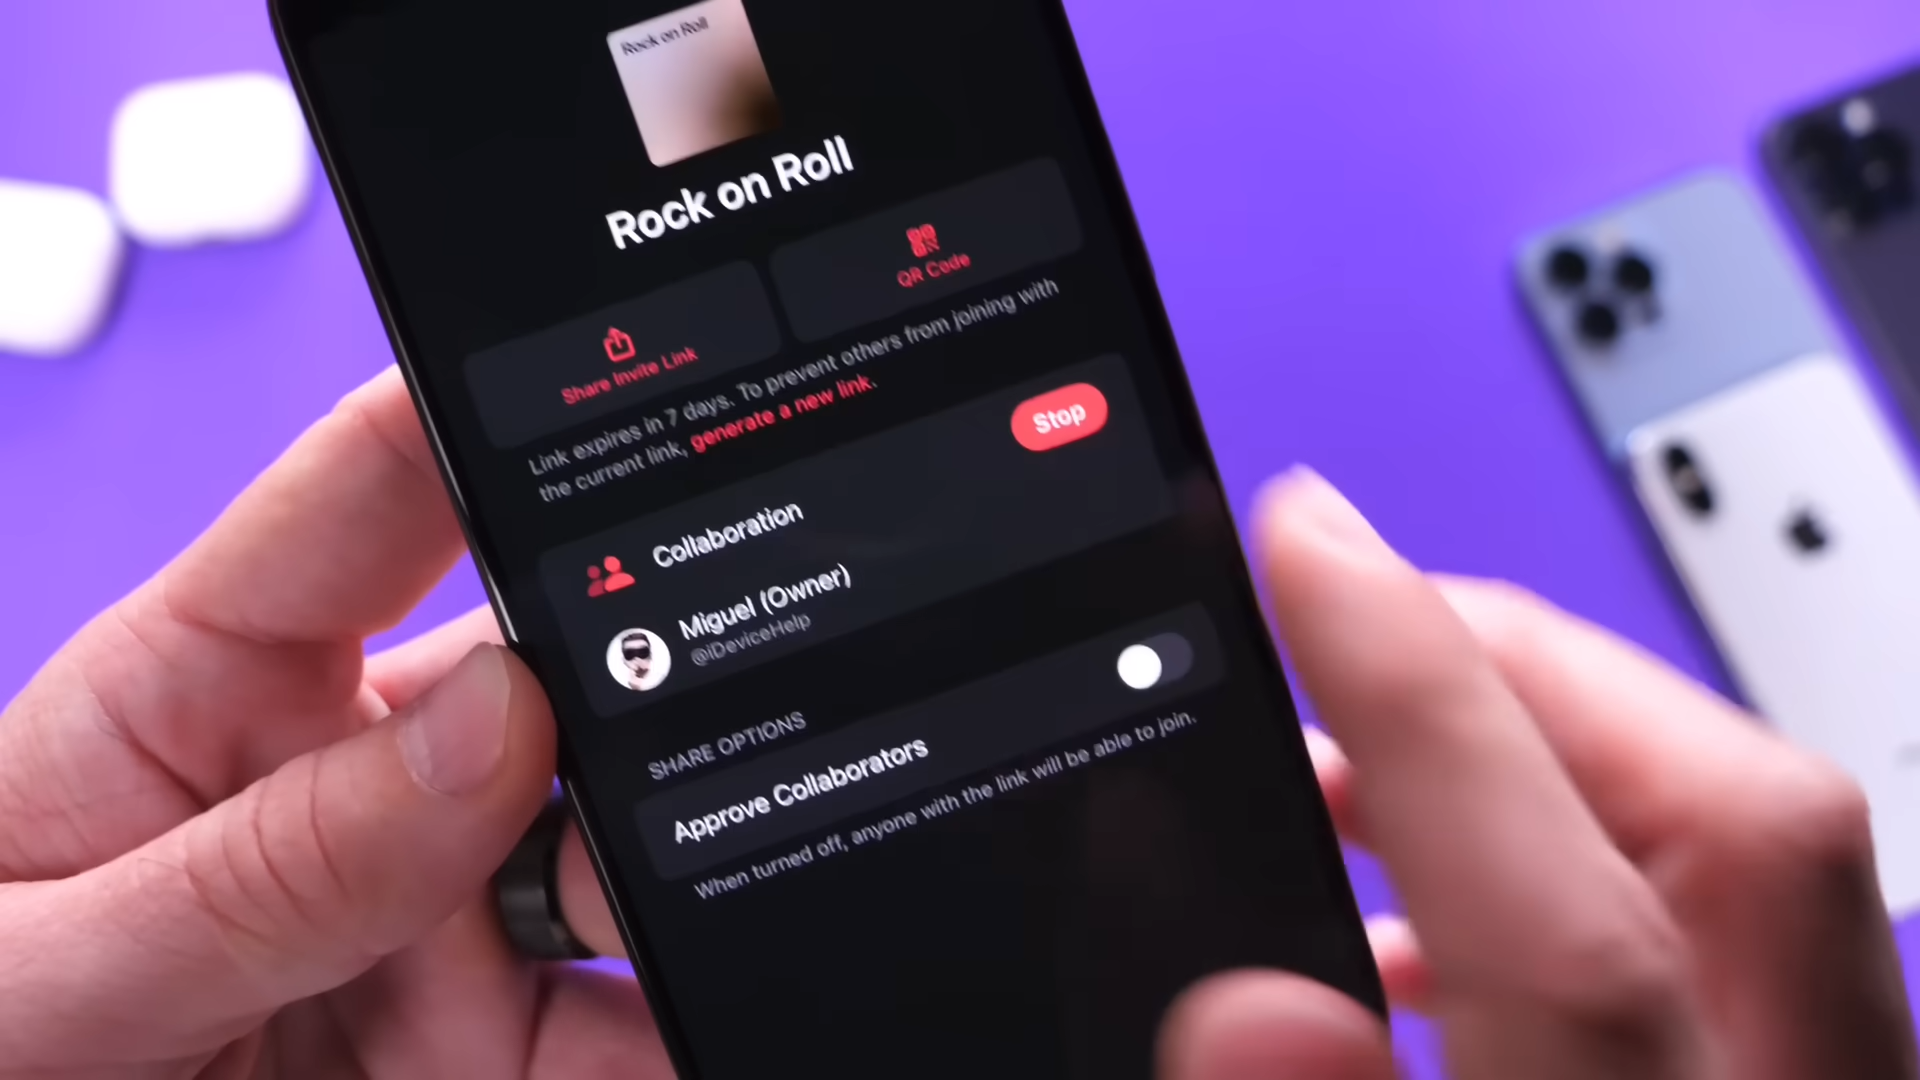 Rock on Roll
Rock on Roll
Share Invite Link
QR Code
Link expires in 7 days. To prevent others from joining with
the current link, generate a new link.
Collaboration
Stop
Miguel (Owner)
@iDeviceHelp
SHARE OPTIONS
Approve Collaborators
When turned off, anyone with the link will be able to join.